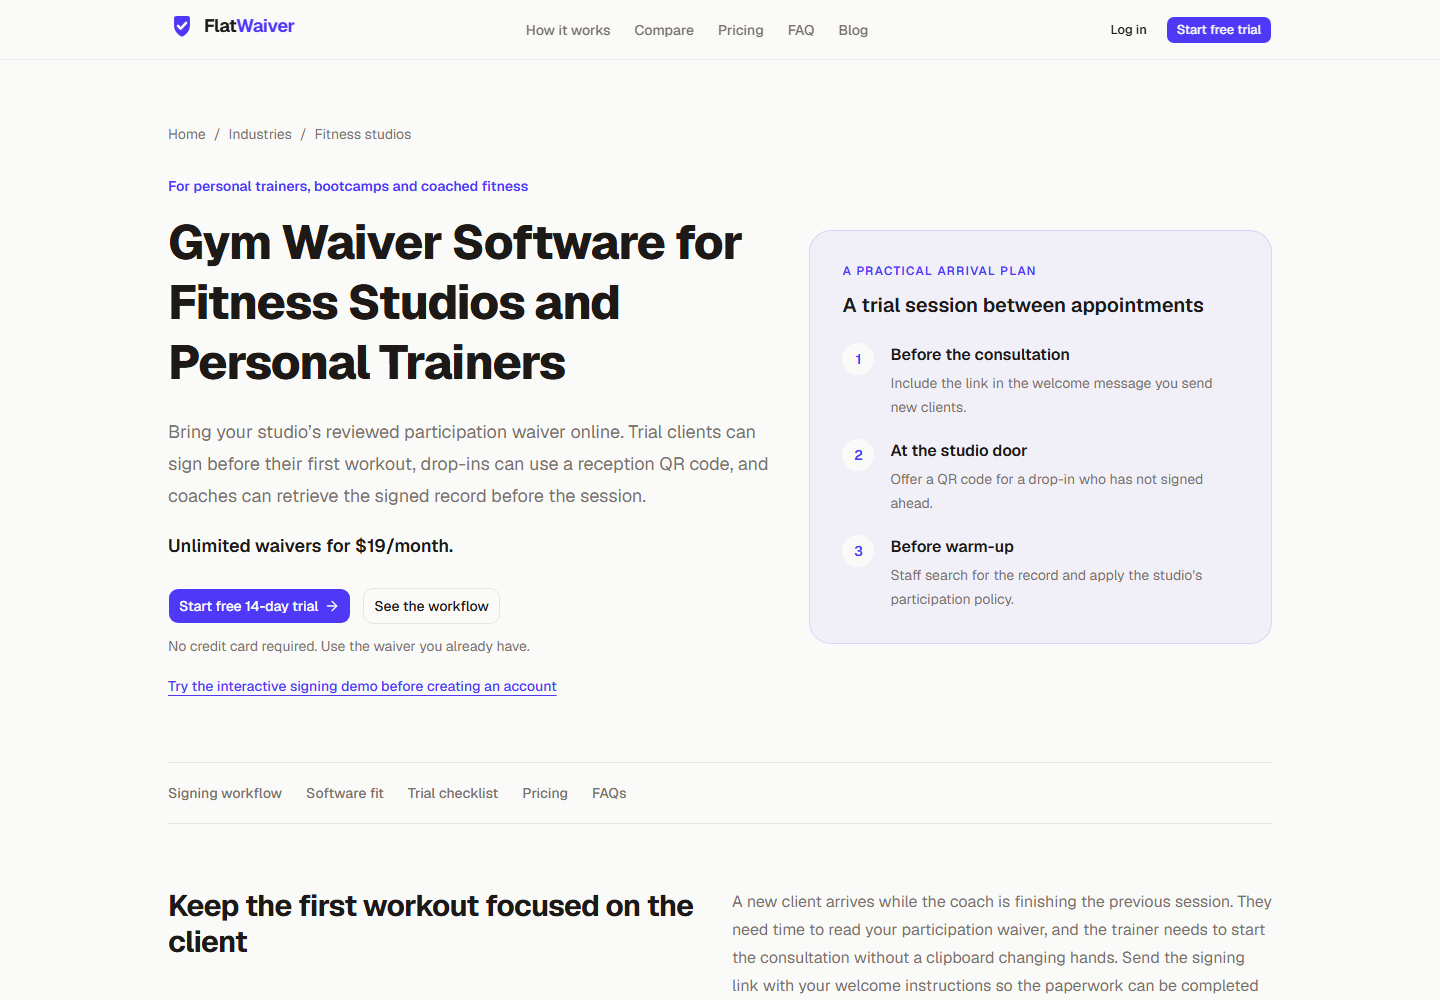 FlatWaiver
How it works
Compare
Pricing
FAQ
Blog
Log in
Start free trial
Home / Industries / Fitness studios
For personal trainers, bootcamps and coached fitness
Gym Waiver Software for
Fitness Studios and
Personal Trainers
Bring your studio’s reviewed participation waiver online. Trial clients can
sign before their first workout, drop-ins can use a reception QR code, and
coaches can retrieve the signed record before the session.
Unlimited waivers for $19/month.
Start free 14-day trial →
See the workflow
No credit card required. Use the waiver you already have.
Try the interactive signing demo before creating an account
A PRACTICAL ARRIVAL PLAN
A trial session between appointments
1
Before the consultation
Include the link in the welcome message you send
new clients.
2
At the studio door
Offer a QR code for a drop-in who has not signed
ahead.
3
Before warm-up
Staff search for the record and apply the studio’s
participation policy.
Signing workflow
Software fit
Trial checklist
Pricing
FAQs
Keep the first workout focused on the
client
A new client arrives while the coach is finishing the previous session. They
need time to read your participation waiver, and the trainer needs to start
the consultation without a clipboard changing hands. Send the signing
link with your welcome instructions so the paperwork can be completed